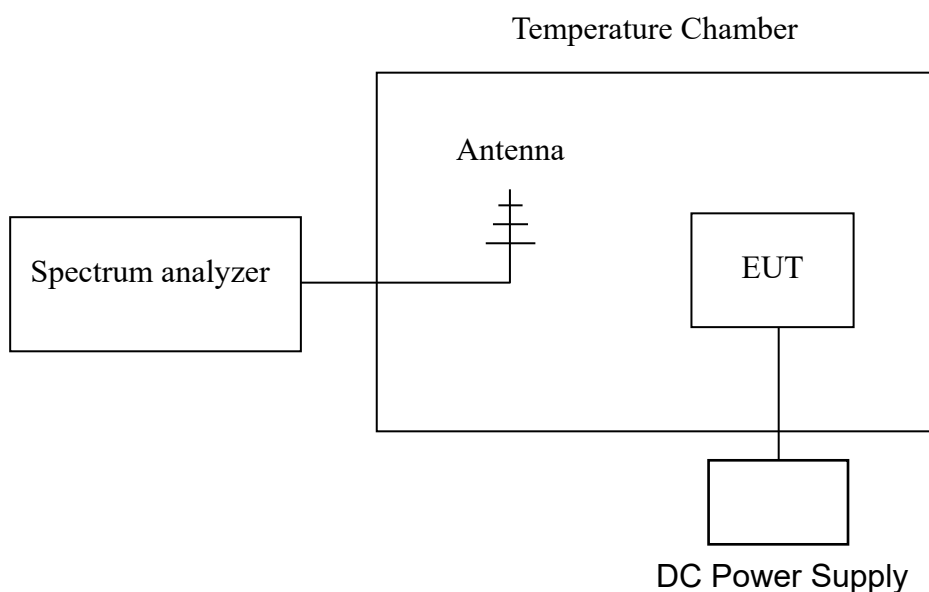 Temperature Chamber
Antenna
Spectrum analyzer
EUT
DC Power Supply